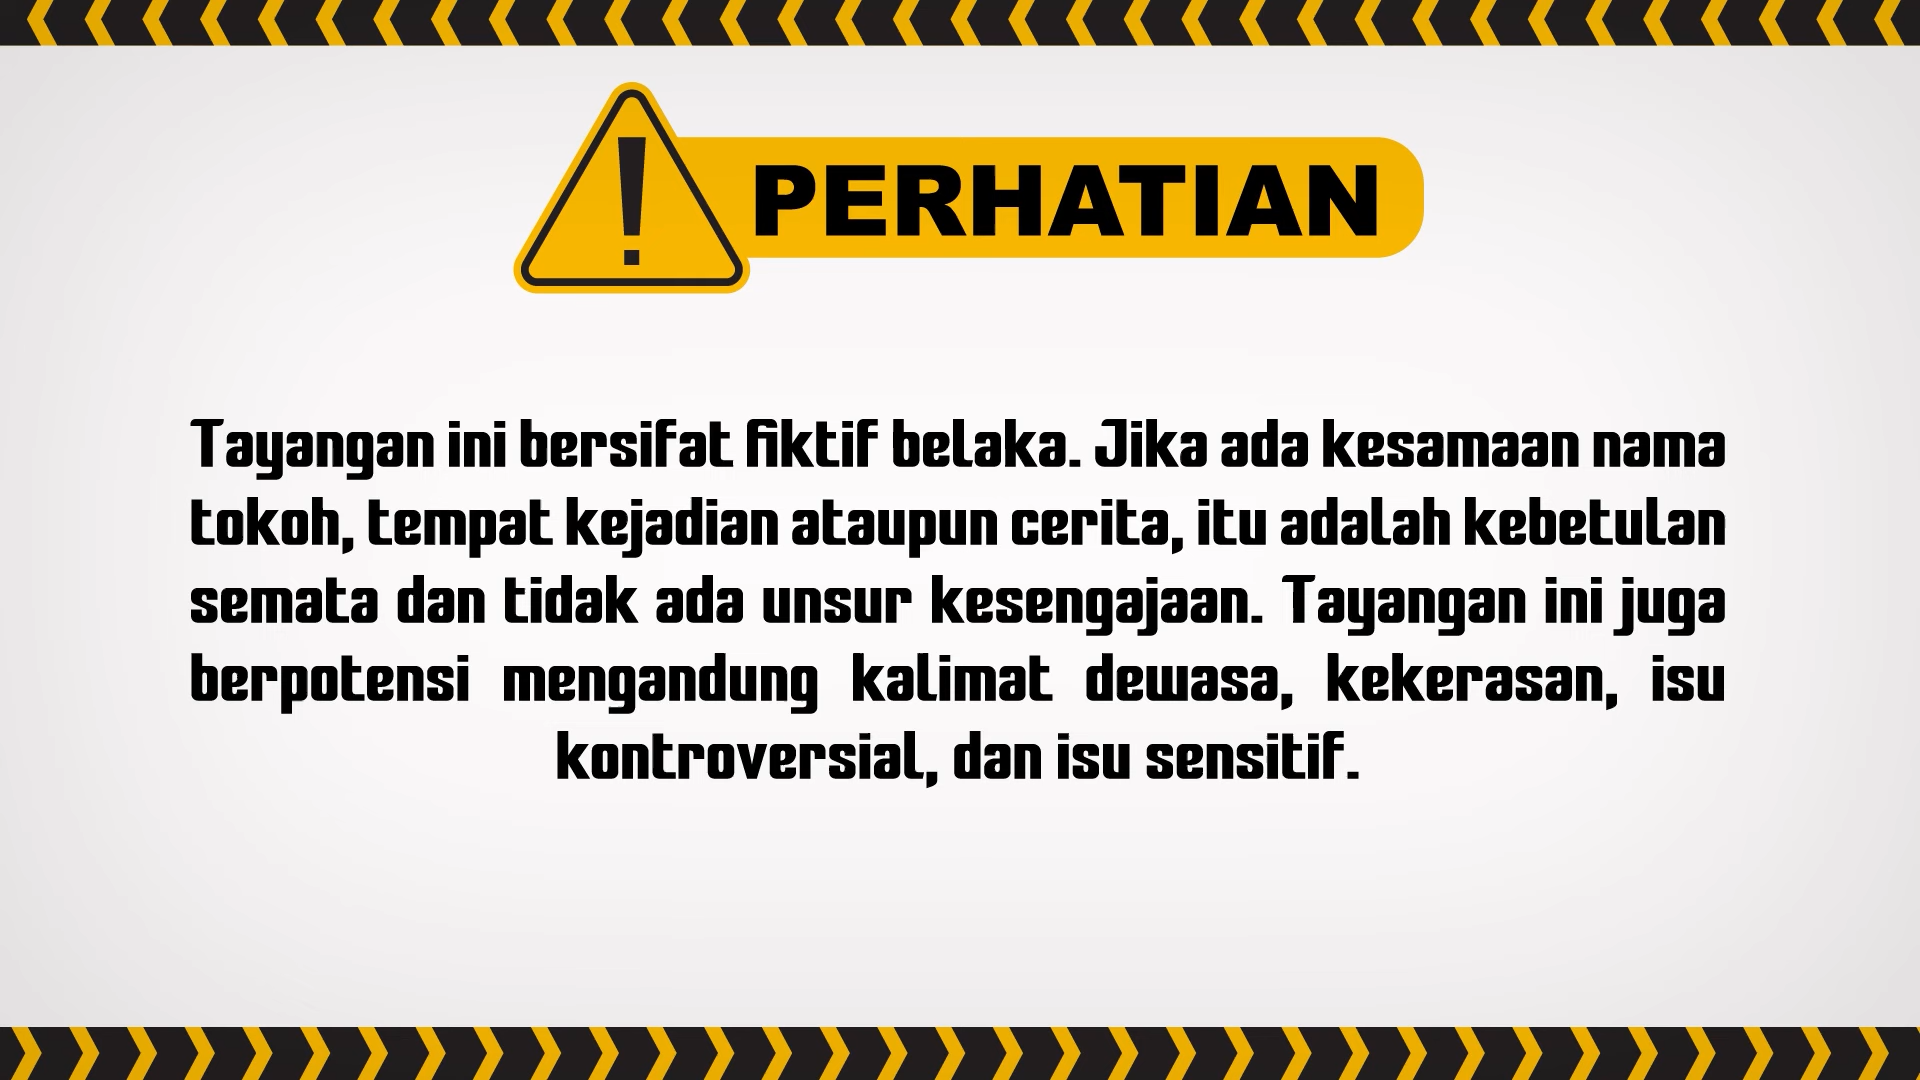 PERHATIAN
Tayangan ini bersifat fiktif belaka. Jika ada kesamaan nama
tokoh, tempat kejadian ataupun cerita, itu adalah kebetulan
semata dan tidak ada unsur kesengajaan. Tayangan ini juga
berpotensi mengandung kalimat dewasa, kekerasan, isu
kontroversial, dan isu sensitif.